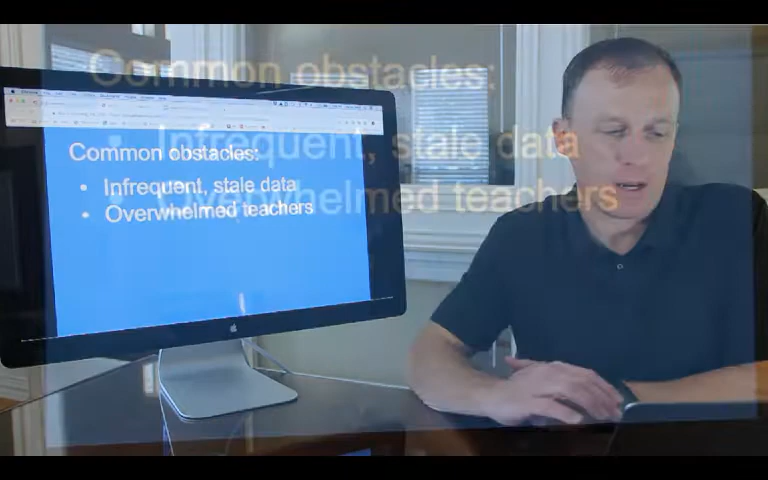 Common obstacles:
• Infrequent, stale data
• Overwhelmed teachers
Common obstacles:
• Infrequent, stale data
• Overwhelmed teachers